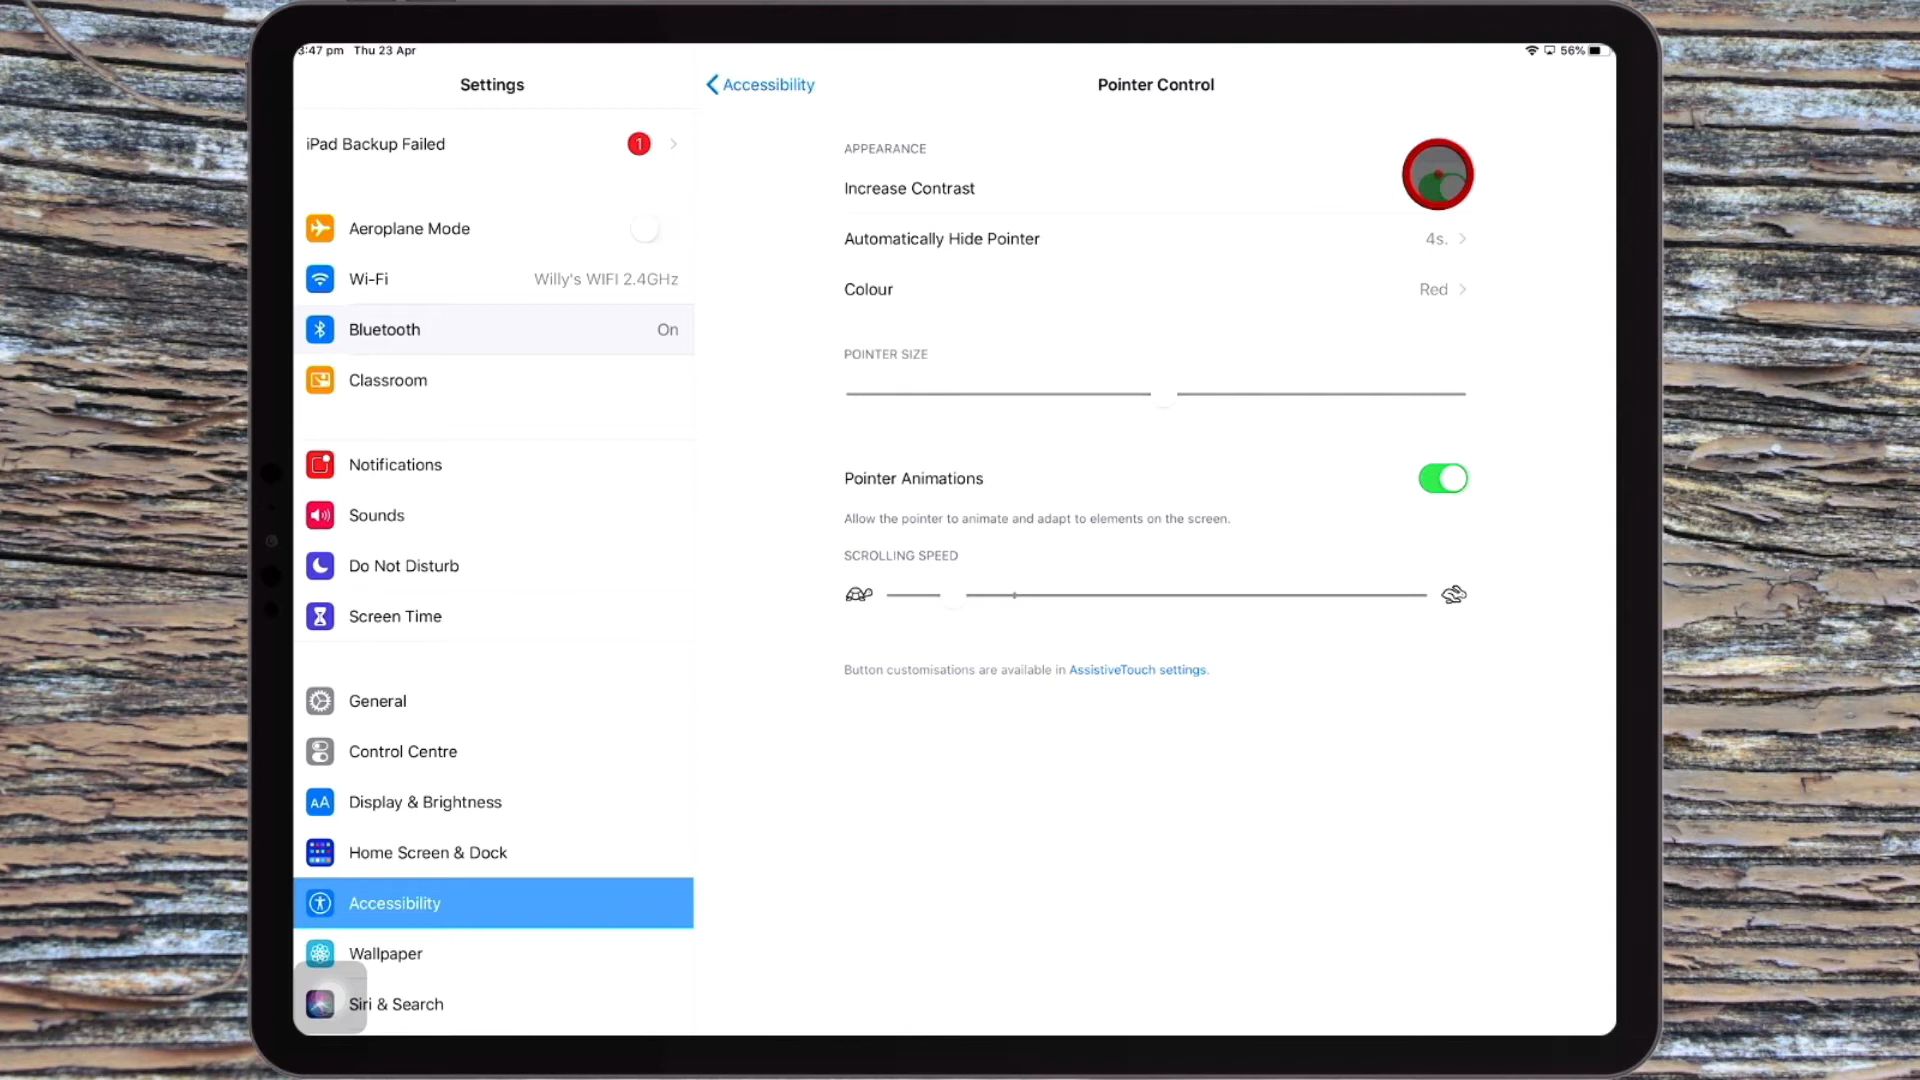 3:47 pm Thu 23 Apr
56%
Settings
Accessibility
Pointer Control
iPad Backup Failed 1
Aeroplane Mode
Wi-Fi Willy's WIFI 2.4GHz
Bluetooth On
Classroom
Notifications
Sounds
Do Not Disturb
Screen Time
General
Control Centre
AA Display & Brightness
Home Screen & Dock
Accessibility
Wallpaper
Siri & Search
APPEARANCE
Increase Contrast
Automatically Hide Pointer 4s.
Colour Red
POINTER SIZE
Pointer Animations
Allow the pointer to animate and adapt to elements on the screen.
SCROLLING SPEED
Button customisations are available in AssistiveTouch settings.